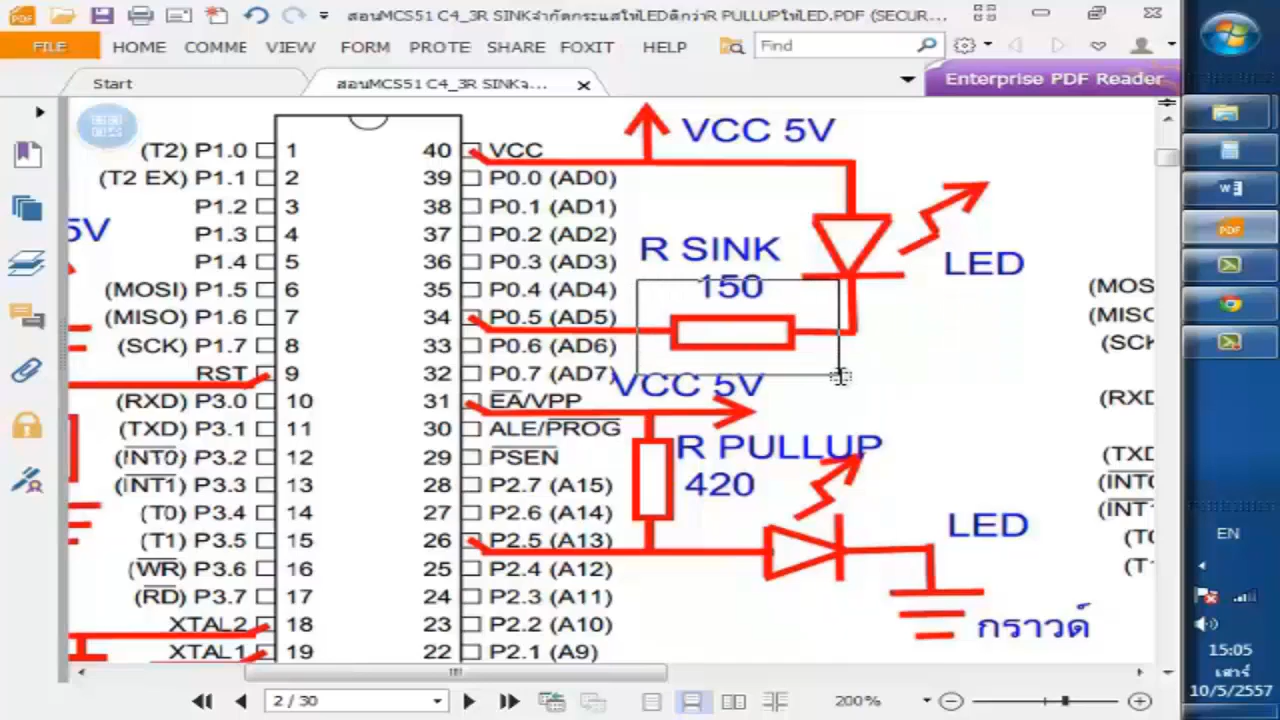 สอนMCS51 C4_3R SINKจำกัดกระแสให้LEDดีกว่าR PULLUPให้LED.PDF (SECUR...
FILE HOME COMME VIEW FORM PROTE SHARE FOXIT HELP Find
Start สอนMCS51 C4_3R SINKจ... Enterprise PDF Reader
VCC 5V
(T2) P1.0 1 40 VCC
(T2 EX) P1.1 2 39 P0.0 (AD0)
P1.2 3 38 P0.1 (AD1)
5V P1.3 4 37 P0.2 (AD2)
R SINK
P1.4 5 36 P0.3 (AD3) LED
(MOSI) P1.5 6 35 P0.4 (AD4) 150 (MOS
(MISO) P1.6 7 34 P0.5 (AD5) (MISC
(SCK) P1.7 8 33 P0.6 (AD6) (SCK
RST 9 32 P0.7 (AD7)
VCC 5V
(RXD) P3.0 10 31 EA/VPP (RXD
(TXD) P3.1 11 30 ALE/PROG
R PULLUP
(INT0) P3.2 12 29 PSEN (TXD
(INT1) P3.3 13 28 P2.7 (A15) 420 (INT0
(T0) P3.4 14 27 P2.6 (A14) (INT1
LED
(T1) P3.5 15 26 P2.5 (A13) (T0
(WR) P3.6 16 25 P2.4 (A12) (T1
(RD) P3.7 17 24 P2.3 (A11)
XTAL2 18 23 P2.2 (A10) กราวด์
XTAL1 19 22 P2.1 (A9)
2 / 30 200%
PDF
EN
15:05
เสาร์
10/5/2557